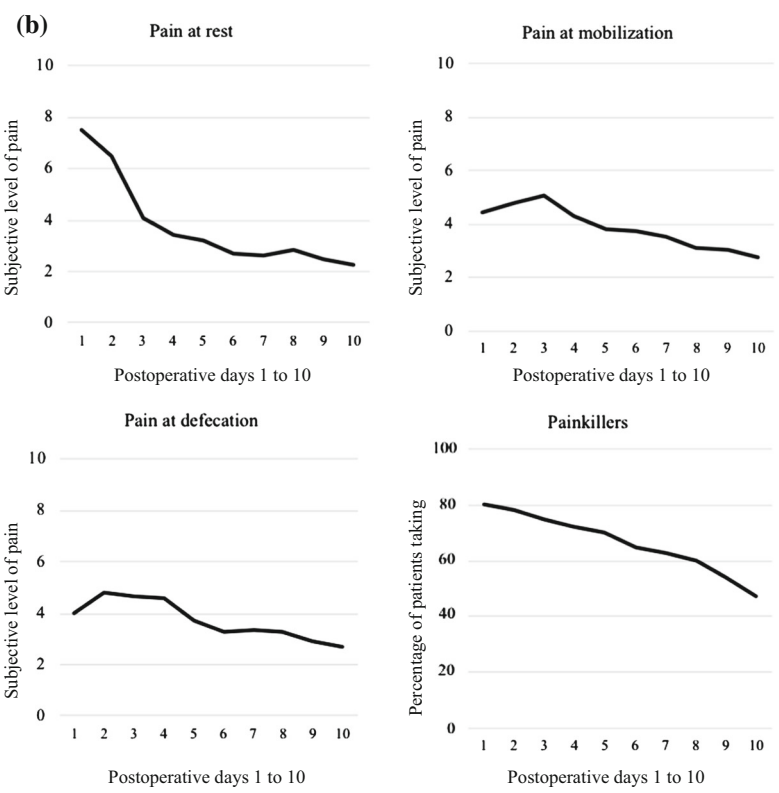 (b)
Pain at rest
10
8
6
4
2
0
Subjective level of pain
1 2 3 4 5 6 7 8 9 10
Postoperative days 1 to 10
Pain at mobilization
10
8
6
4
2
0
Subjective level of pain
1 2 3 4 5 6 7 8 9 10
Postoperative days 1 to 10
Pain at defecation
10
8
6
4
2
0
Subjective level of pain
1 2 3 4 5 6 7 8 9 10
Postoperative days 1 to 10
Painkillers
100
80
60
40
20
0
Percentage of patients taking
1 2 3 4 5 6 7 8 9 10
Postoperative days 1 to 10